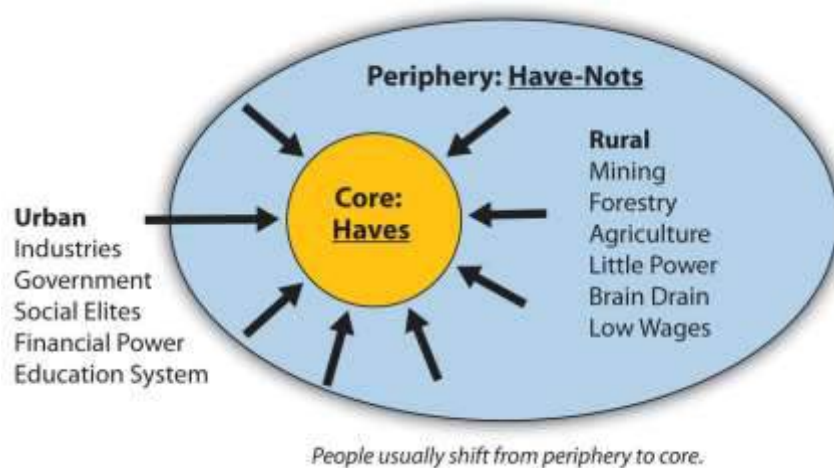 Periphery: Have-Nots
Core:
Haves
Urban
Industries
Government
Social Elites
Financial Power
Education System
Rural
Mining
Forestry
Agriculture
Little Power
Brain Drain
Low Wages
People usually shift from periphery to core.